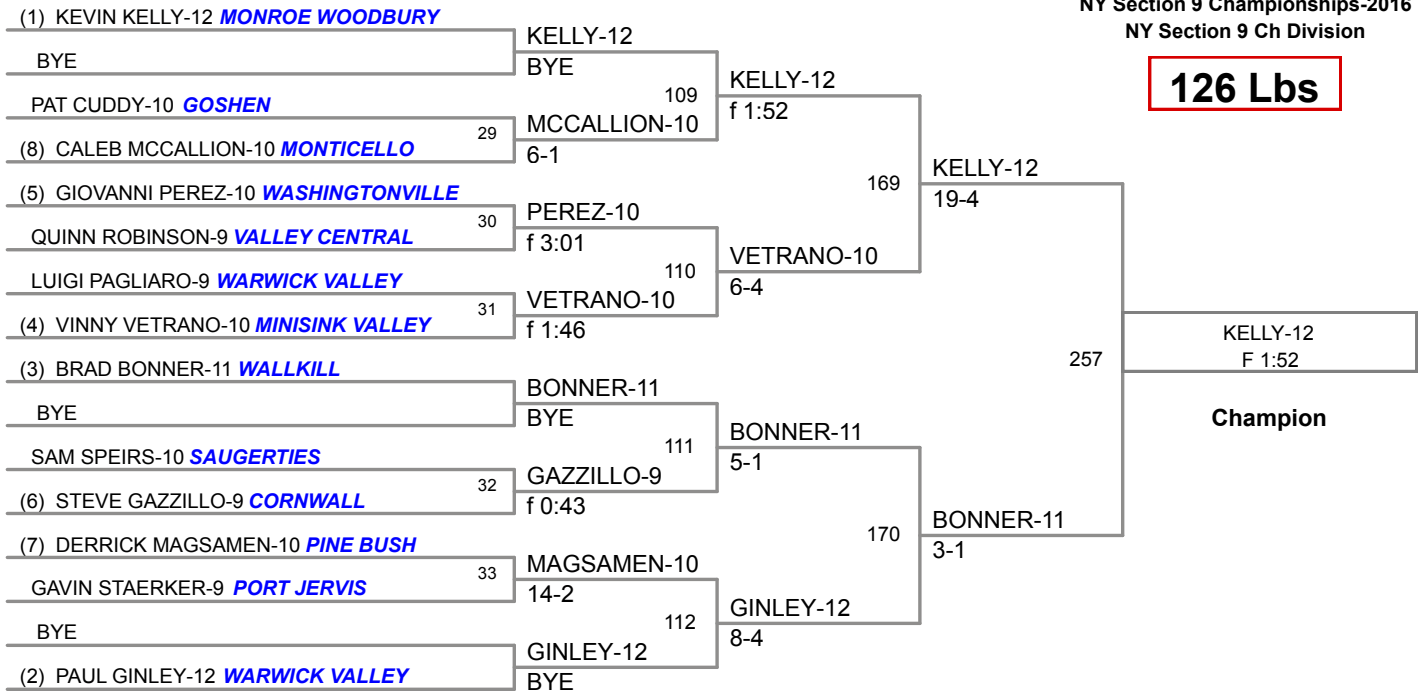 NY Section 9 Championships-2016
NY Section 9 Ch Division
126 Lbs
(1) KEVIN KELLY-12 MONROE WOODBURY
BYE
PAT CUDDY-10 GOSHEN
(8) CALEB MCCALLION-10 MONTICELLO
(5) GIOVANNI PEREZ-10 WASHINGTONVILLE
QUINN ROBINSON-9 VALLEY CENTRAL
LUIGI PAGLIARO-9 WARWICK VALLEY
(4) VINNY VETRANO-10 MINISINK VALLEY
(3) BRAD BONNER-11 WALLKILL
BYE
SAM SPEIRS-10 SAUGERTIES
(6) STEVE GAZZILLO-9 CORNWALL
(7) DERRICK MAGSAMEN-10 PINE BUSH
GAVIN STAERKER-9 PORT JERVIS
BYE
(2) PAUL GINLEY-12 WARWICK VALLEY
29
30
31
32
33
KELLY-12
BYE
MCCALLION-10
6-1
PEREZ-10
f 3:01
VETRANO-10
f 1:46
BONNER-11
BYE
GAZZILLO-9
f 0:43
MAGSAMEN-10
14-2
GINLEY-12
BYE
109
110
111
112
KELLY-12
f 1:52
VETRANO-10
6-4
BONNER-11
5-1
GINLEY-12
8-4
169
170
KELLY-12
19-4
BONNER-11
3-1
257
KELLY-12
F 1:52
Champion